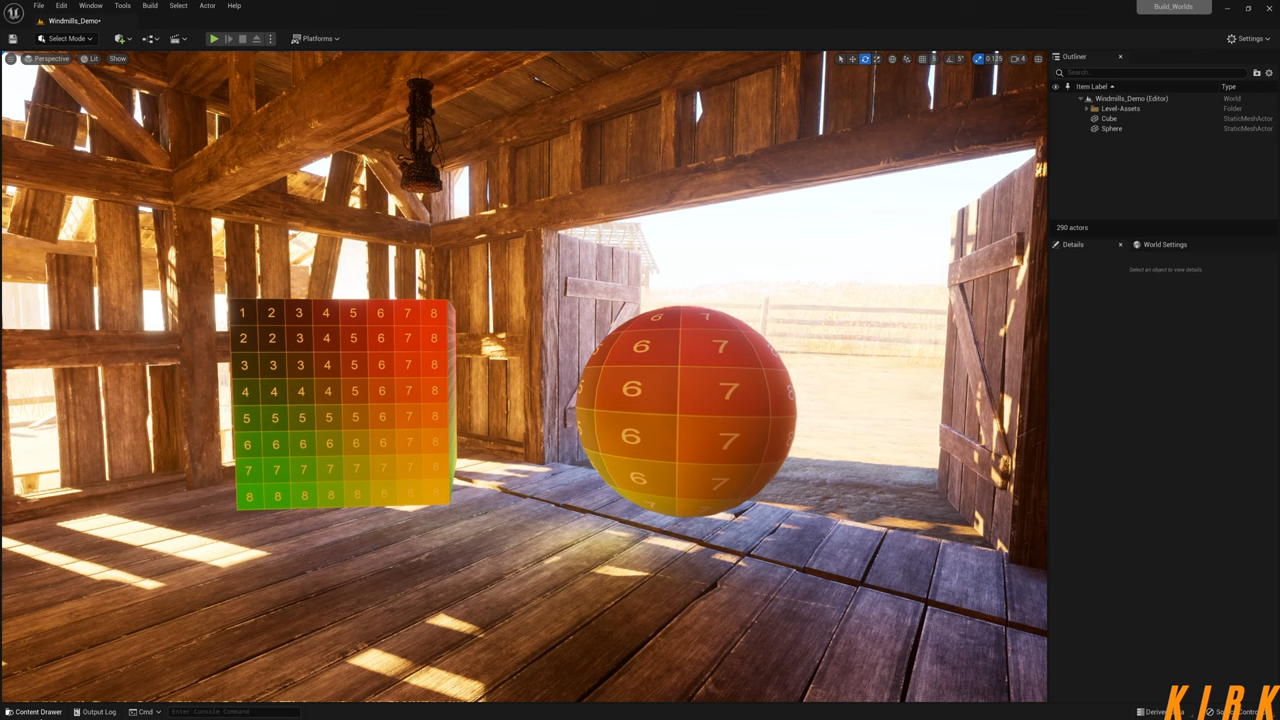 File Edit Window Tools Build Select Actor Help
Build_Worlds
Windmills_Demo•
Select Mode
Platforms
Settings
Perspective Lit Show
5 5° 0.125 4
Outliner
Search...
Item Label Type
Windmills_Demo (Editor) World
Level-Assets Folder
Cube StaticMeshActor
Sphere StaticMeshActor
290 actors
Details World Settings
Select an object to view details.
1 2 3 4 5 6 7 8
2 2 3 4 5 6 7 8
3 3 3 4 5 6 7 8
4 4 4 4 5 6 7 8
5 5 5 5 5 6 7 8
6 6 6 6 6 6 7 8
7 7 7 7 7 7 7 8
8 8 8 8 8 8 8 8
6 7
6 7
6 7
6 7
6 7
Content Drawer Output Log Cmd Enter Console Command
KIRK